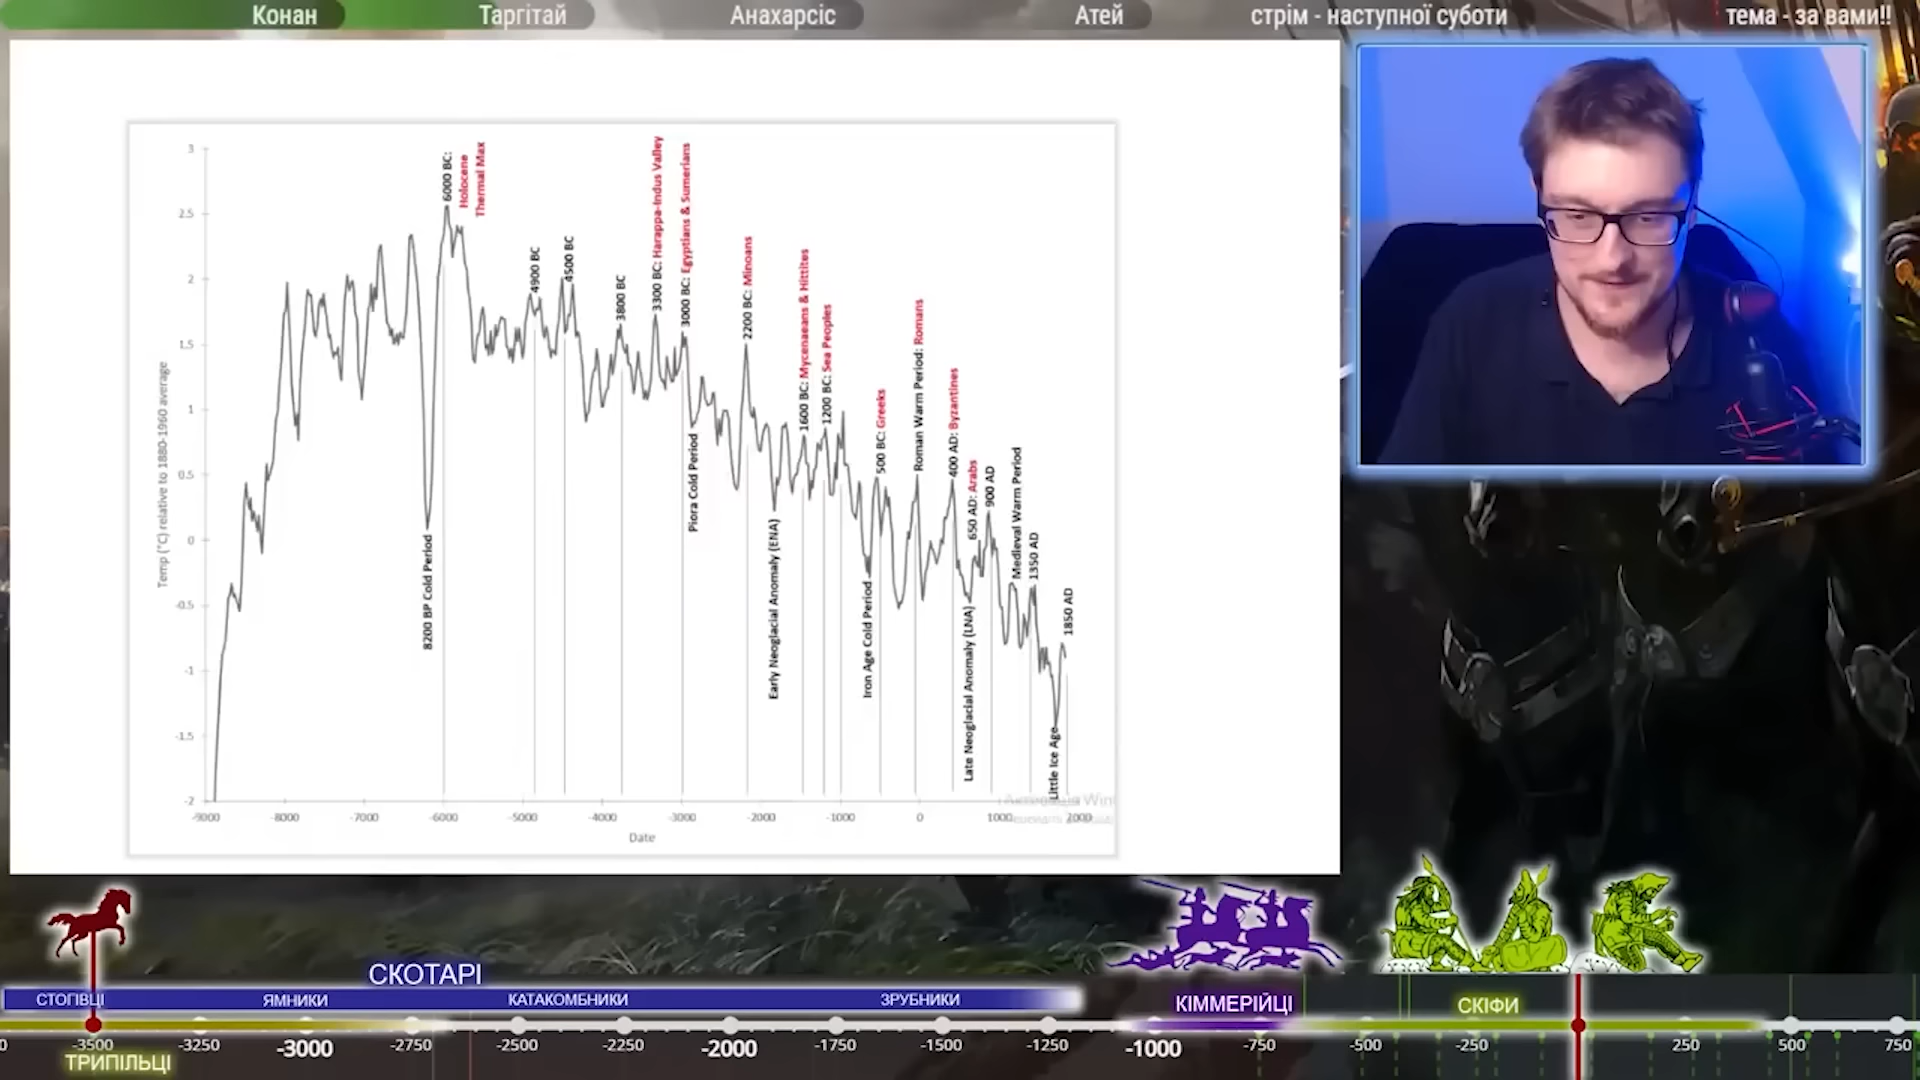 Конан
Таргітай
Анахарсіс
Атей
стрім - наступної суботи
тема - за вами!!
3
2.5
2
1.5
1
0.5
0
-0.5
-1
-1.5
-2
Temp (°C) relative to 1880-1960 average
6000 BC:
Holocene
Thermal Max
8200 BP Cold Period
4900 BC
4500 BC
3800 BC
3300 BC: Harappa-Indus Valley
3000 BC: Egyptians & Sumerians
Piora Cold Period
2200 BC: Minoans
Early Neoglacial Anomaly (ENA)
1600 BC: Mycenaeans & Hittites
1200 BC: Sea Peoples
Iron Age Cold Period
500 BC: Greeks
Roman Warm Period: Romans
400 AD: Byzantines
Late Neoglacial Anomaly (LNA)
650 AD: Arabs
900 AD
Medieval Warm Period
1350 AD
Little Ice Age
1850 AD
-9000 -8000 -7000 -6000 -5000 -4000 -3000 -2000 -1000 0 1000 2000
Date
СКОТАРІ
СТОГІВЦІ ЯМНИКИ КАТАКОМБНИКИ ЗРУБНИКИ
КІММЕРІЙЦІ
СКІФИ
0 -3500 -3250 -3000 -2750 -2500 -2250 -2000 -1750 -1500 -1250 -1000 -750 -500 -250 250 500 750
ТРИПІЛЬЦІ